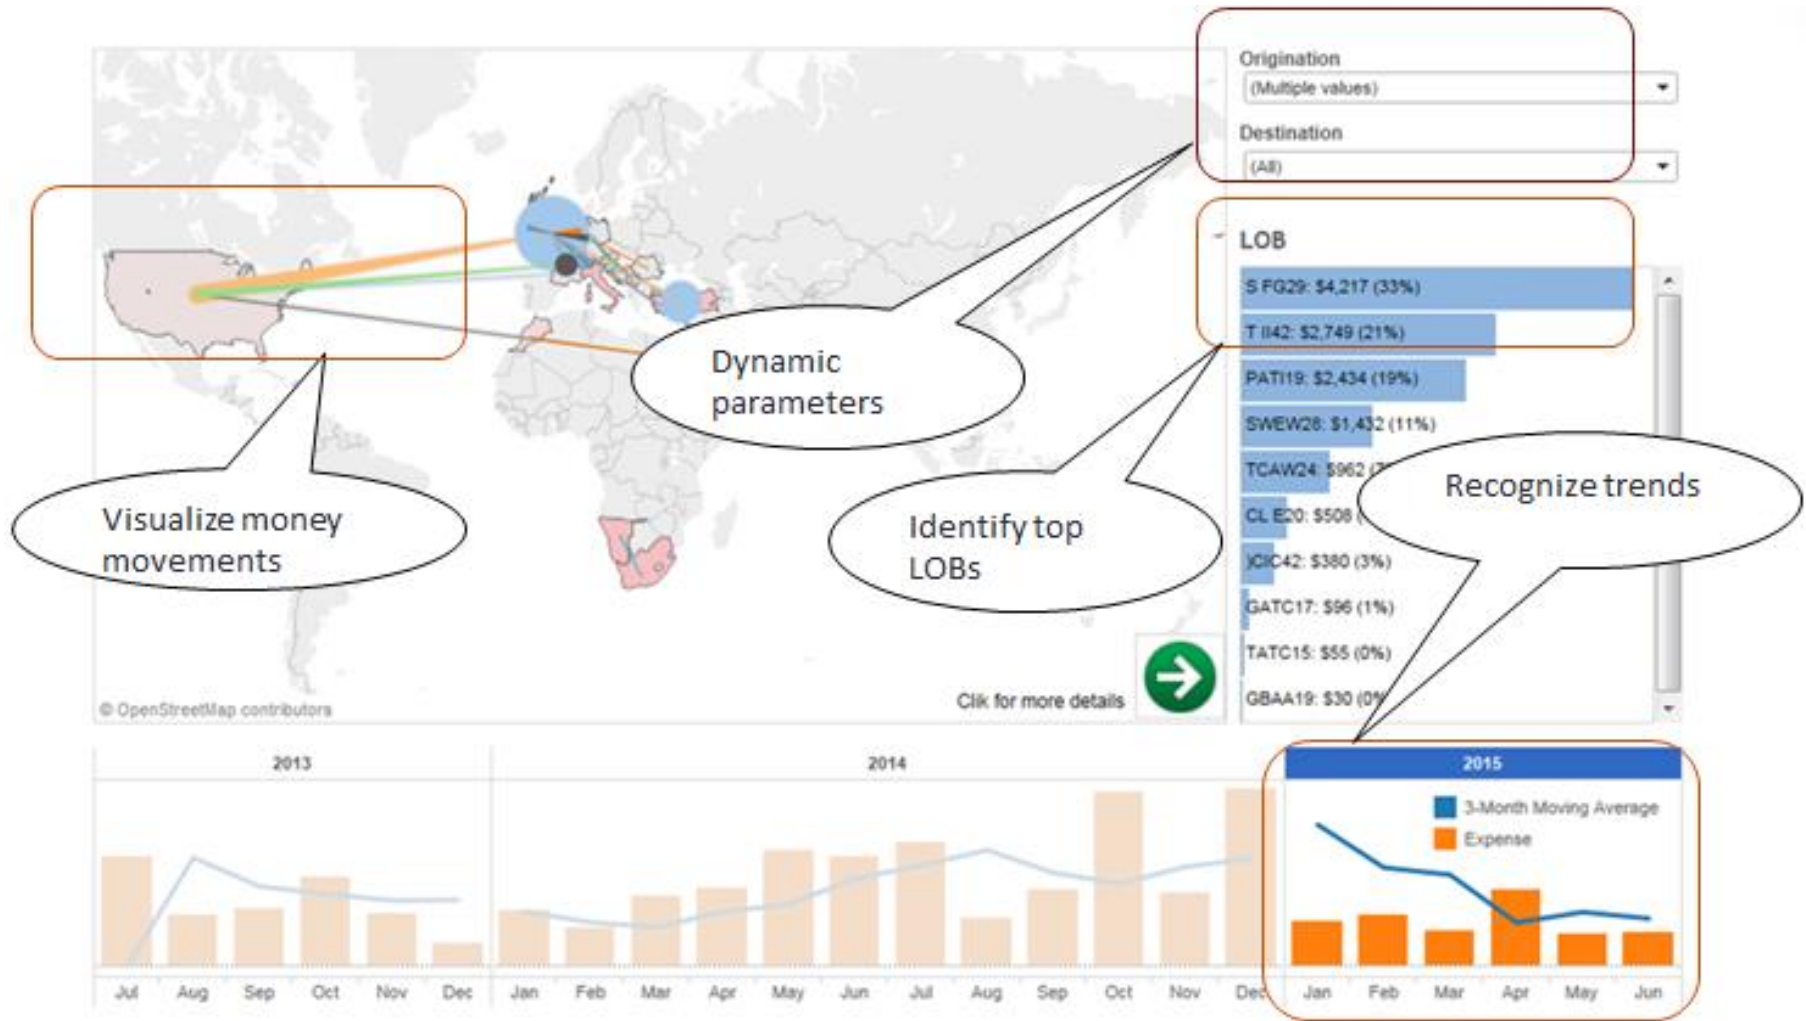 Origination
(Multiple values)
Destination
(All)
LOB
S FG29: $4,217 (33%)
T II42: $2,749 (21%)
PATI19: $2,434 (19%)
SWEW28: $1,432 (11%)
TCAW24: $962
CL E20: $508
)CIC42: $380 (3%)
GATC17: $96 (1%)
TATC15: $55 (0%)
GBAA19: $30 (0%
Dynamic
parameters
Visualize money
movements
Identify top
LOBs
Recognize trends
Clik for more details
© OpenStreetMap contributors
2013 2014 2015
3-Month Moving Average
Expense
Jul Aug Sep Oct Nov Dec Jan Feb Mar Apr May Jun Jul Aug Sep Oct Nov Dec Jan Feb Mar Apr May Jun